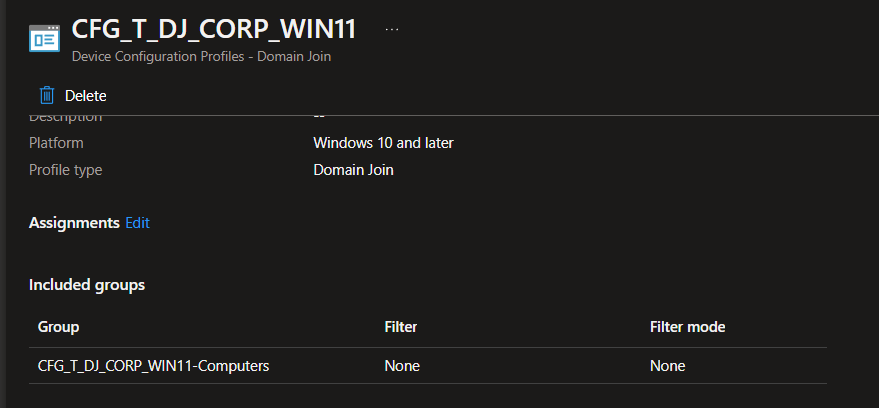 CFG_T_DJ_CORP_WIN11 ...
Device Configuration Profiles - Domain Join
Delete
Description --
Platform Windows 10 and later
Profile type Domain Join
Assignments Edit
Included groups
Group Filter Filter mode
CFG_T_DJ_CORP_WIN11-Computers None None